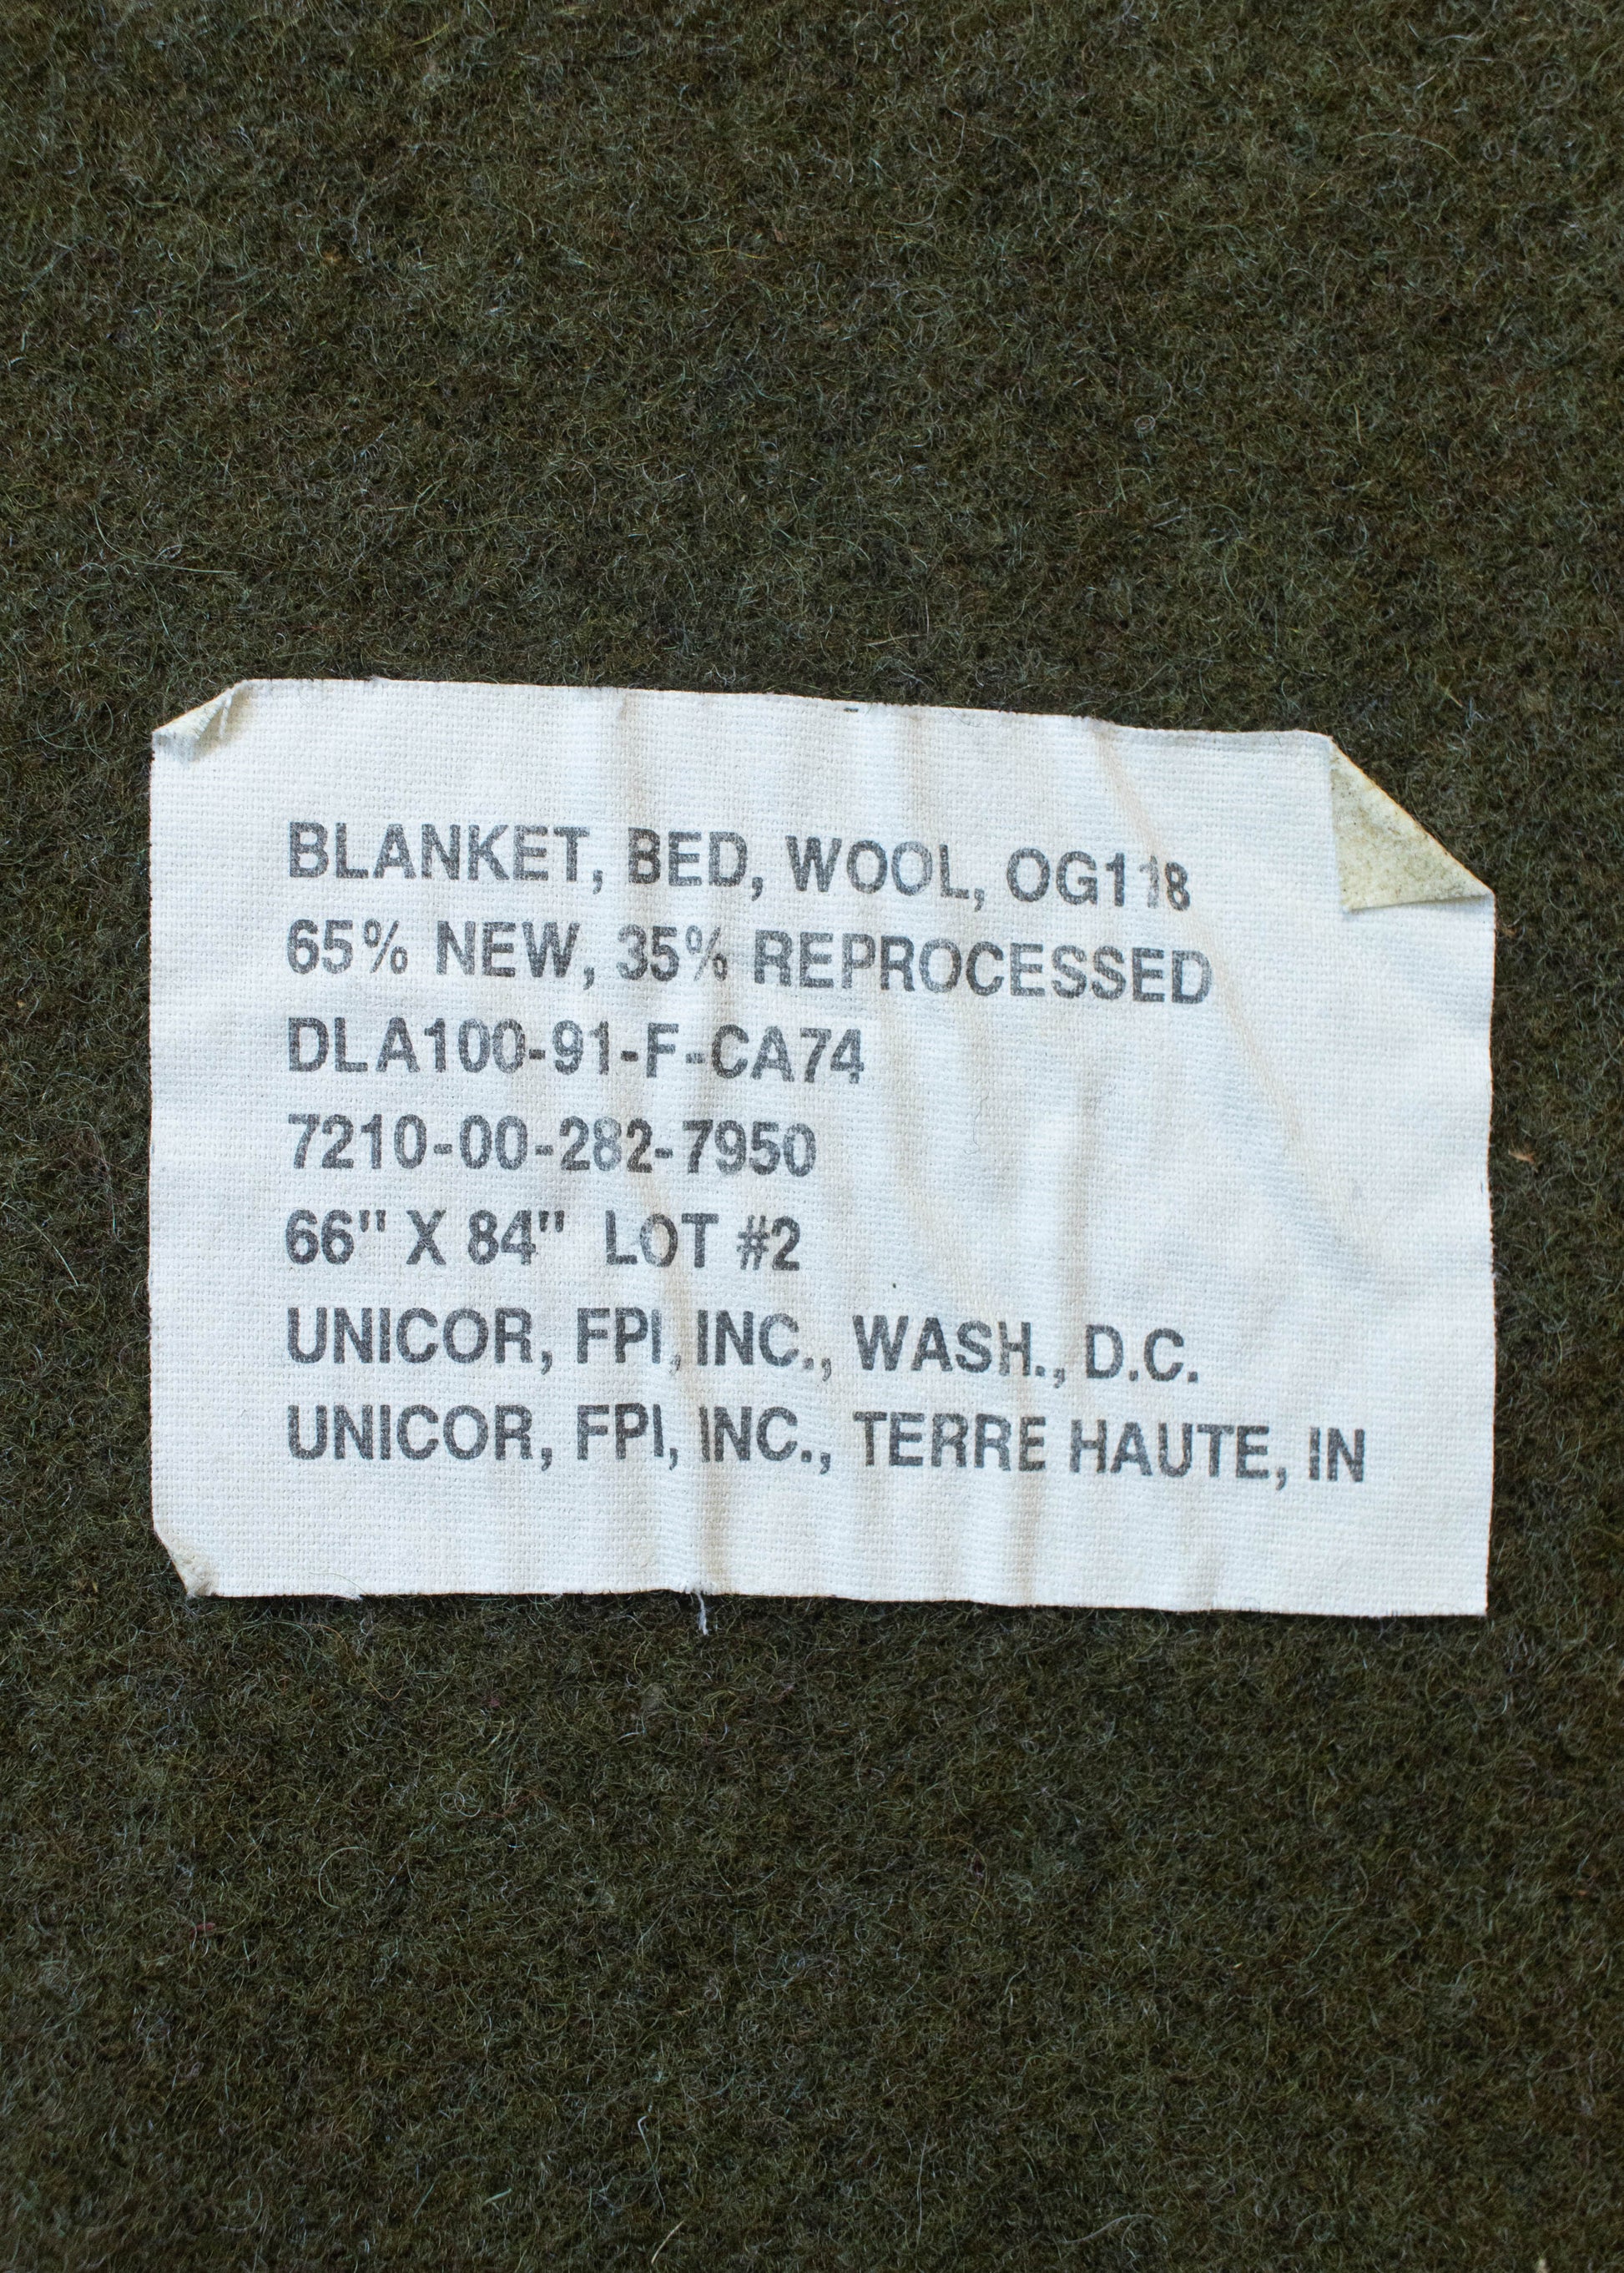 BLANKET, BED, WOOL, OG118
65% NEW, 35% REPROCESSED
DLA100-91-F-CA74
7210-00-282-7950
66" X 84" LOT #2
UNICOR, FPI, INC., WASH., D.C.
UNICOR, FPI, INC., TERRE HAUTE, IN